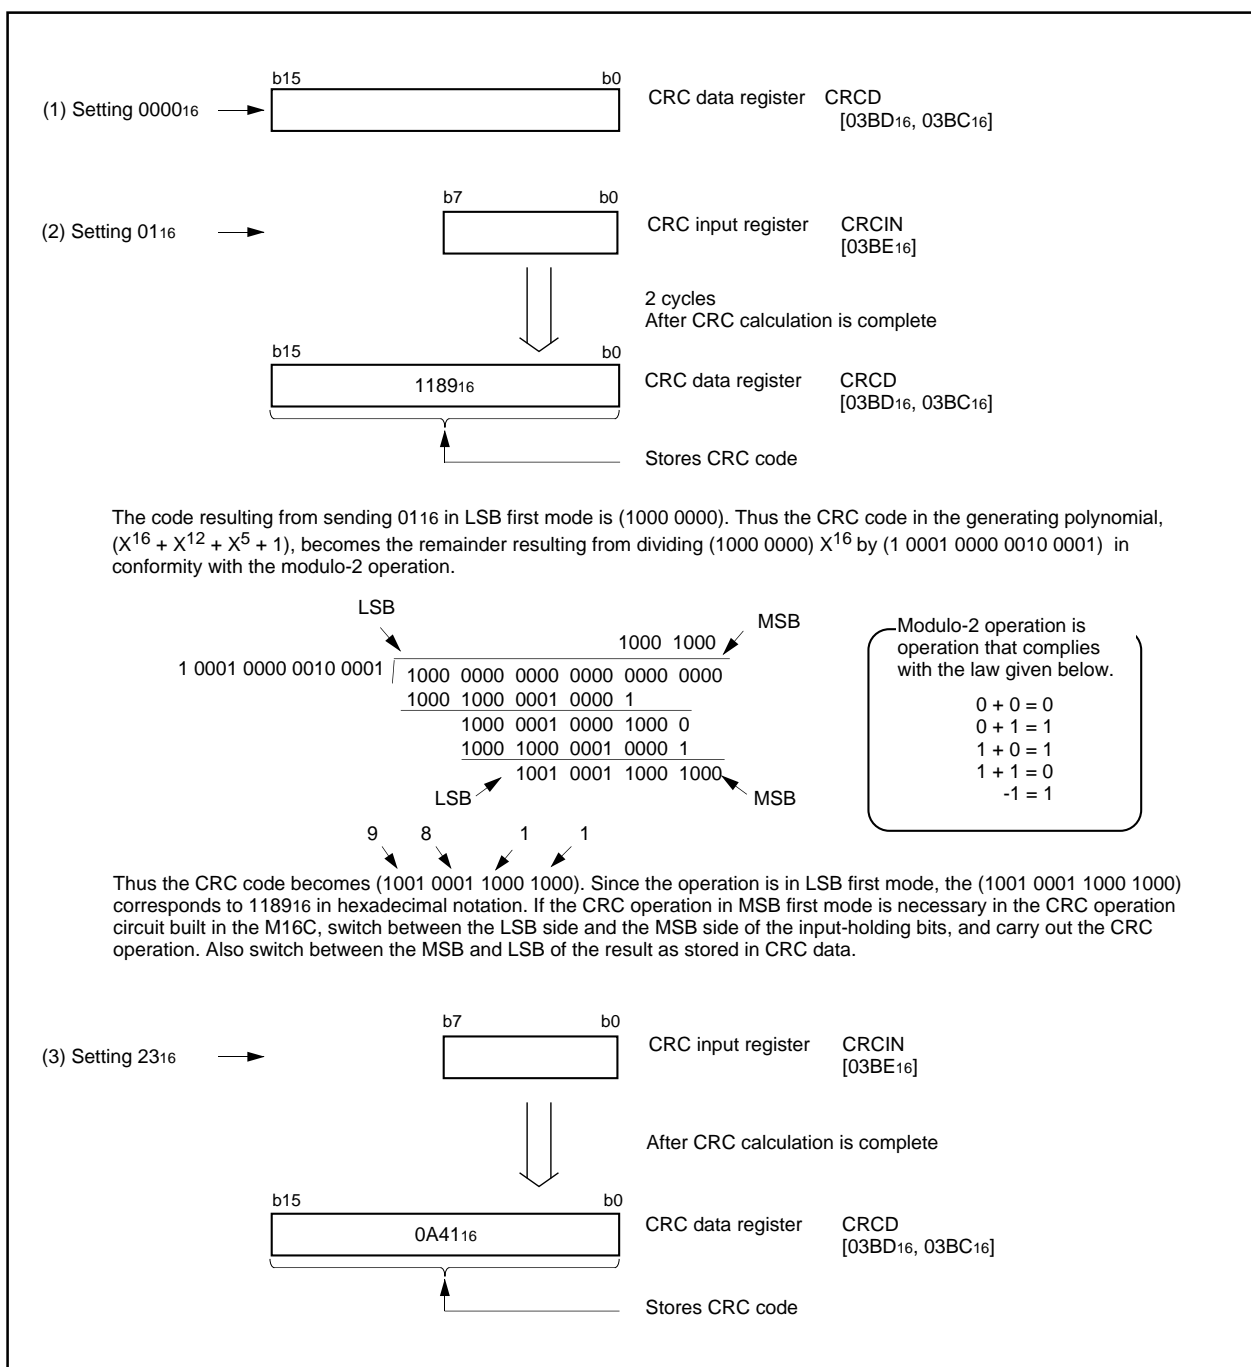 b15 b0
(1) Setting 0000₁₆ CRC data register CRCD
[03BD₁₆, 03BC₁₆]
b7 b0
(2) Setting 01₁₆ CRC input register CRCIN
[03BE₁₆]
2 cycles
After CRC calculation is complete
b15 b0
1189₁₆ CRC data register CRCD
[03BD₁₆, 03BC₁₆]
Stores CRC code
The code resulting from sending 01₁₆ in LSB first mode is (1000 0000). Thus the CRC code in the generating polynomial,
(X¹⁶ + X¹² + X⁵ + 1), becomes the remainder resulting from dividing (1000 0000) X¹⁶ by (1 0001 0000 0010 0001) in
conformity with the modulo-2 operation.
LSB MSB
1000 1000
1 0001 0000 0010 0001 1000 0000 0000 0000 0000 0000
1000 1000 0001 0000 1
1000 0001 0000 1000 0
1000 1000 0001 0000 1
1001 0001 1000 1000
LSB MSB
Modulo-2 operation is
operation that complies
with the law given below.
0 + 0 = 0
0 + 1 = 1
1 + 0 = 1
1 + 1 = 0
-1 = 1
9 8 1 1
Thus the CRC code becomes (1001 0001 1000 1000). Since the operation is in LSB first mode, the (1001 0001 1000 1000)
corresponds to 1189₁₆ in hexadecimal notation. If the CRC operation in MSB first mode is necessary in the CRC operation
circuit built in the M16C, switch between the LSB side and the MSB side of the input-holding bits, and carry out the CRC
operation. Also switch between the MSB and LSB of the result as stored in CRC data.
b7 b0
(3) Setting 23₁₆ CRC input register CRCIN
[03BE₁₆]
After CRC calculation is complete
b15 b0
0A41₁₆ CRC data register CRCD
[03BD₁₆, 03BC₁₆]
Stores CRC code